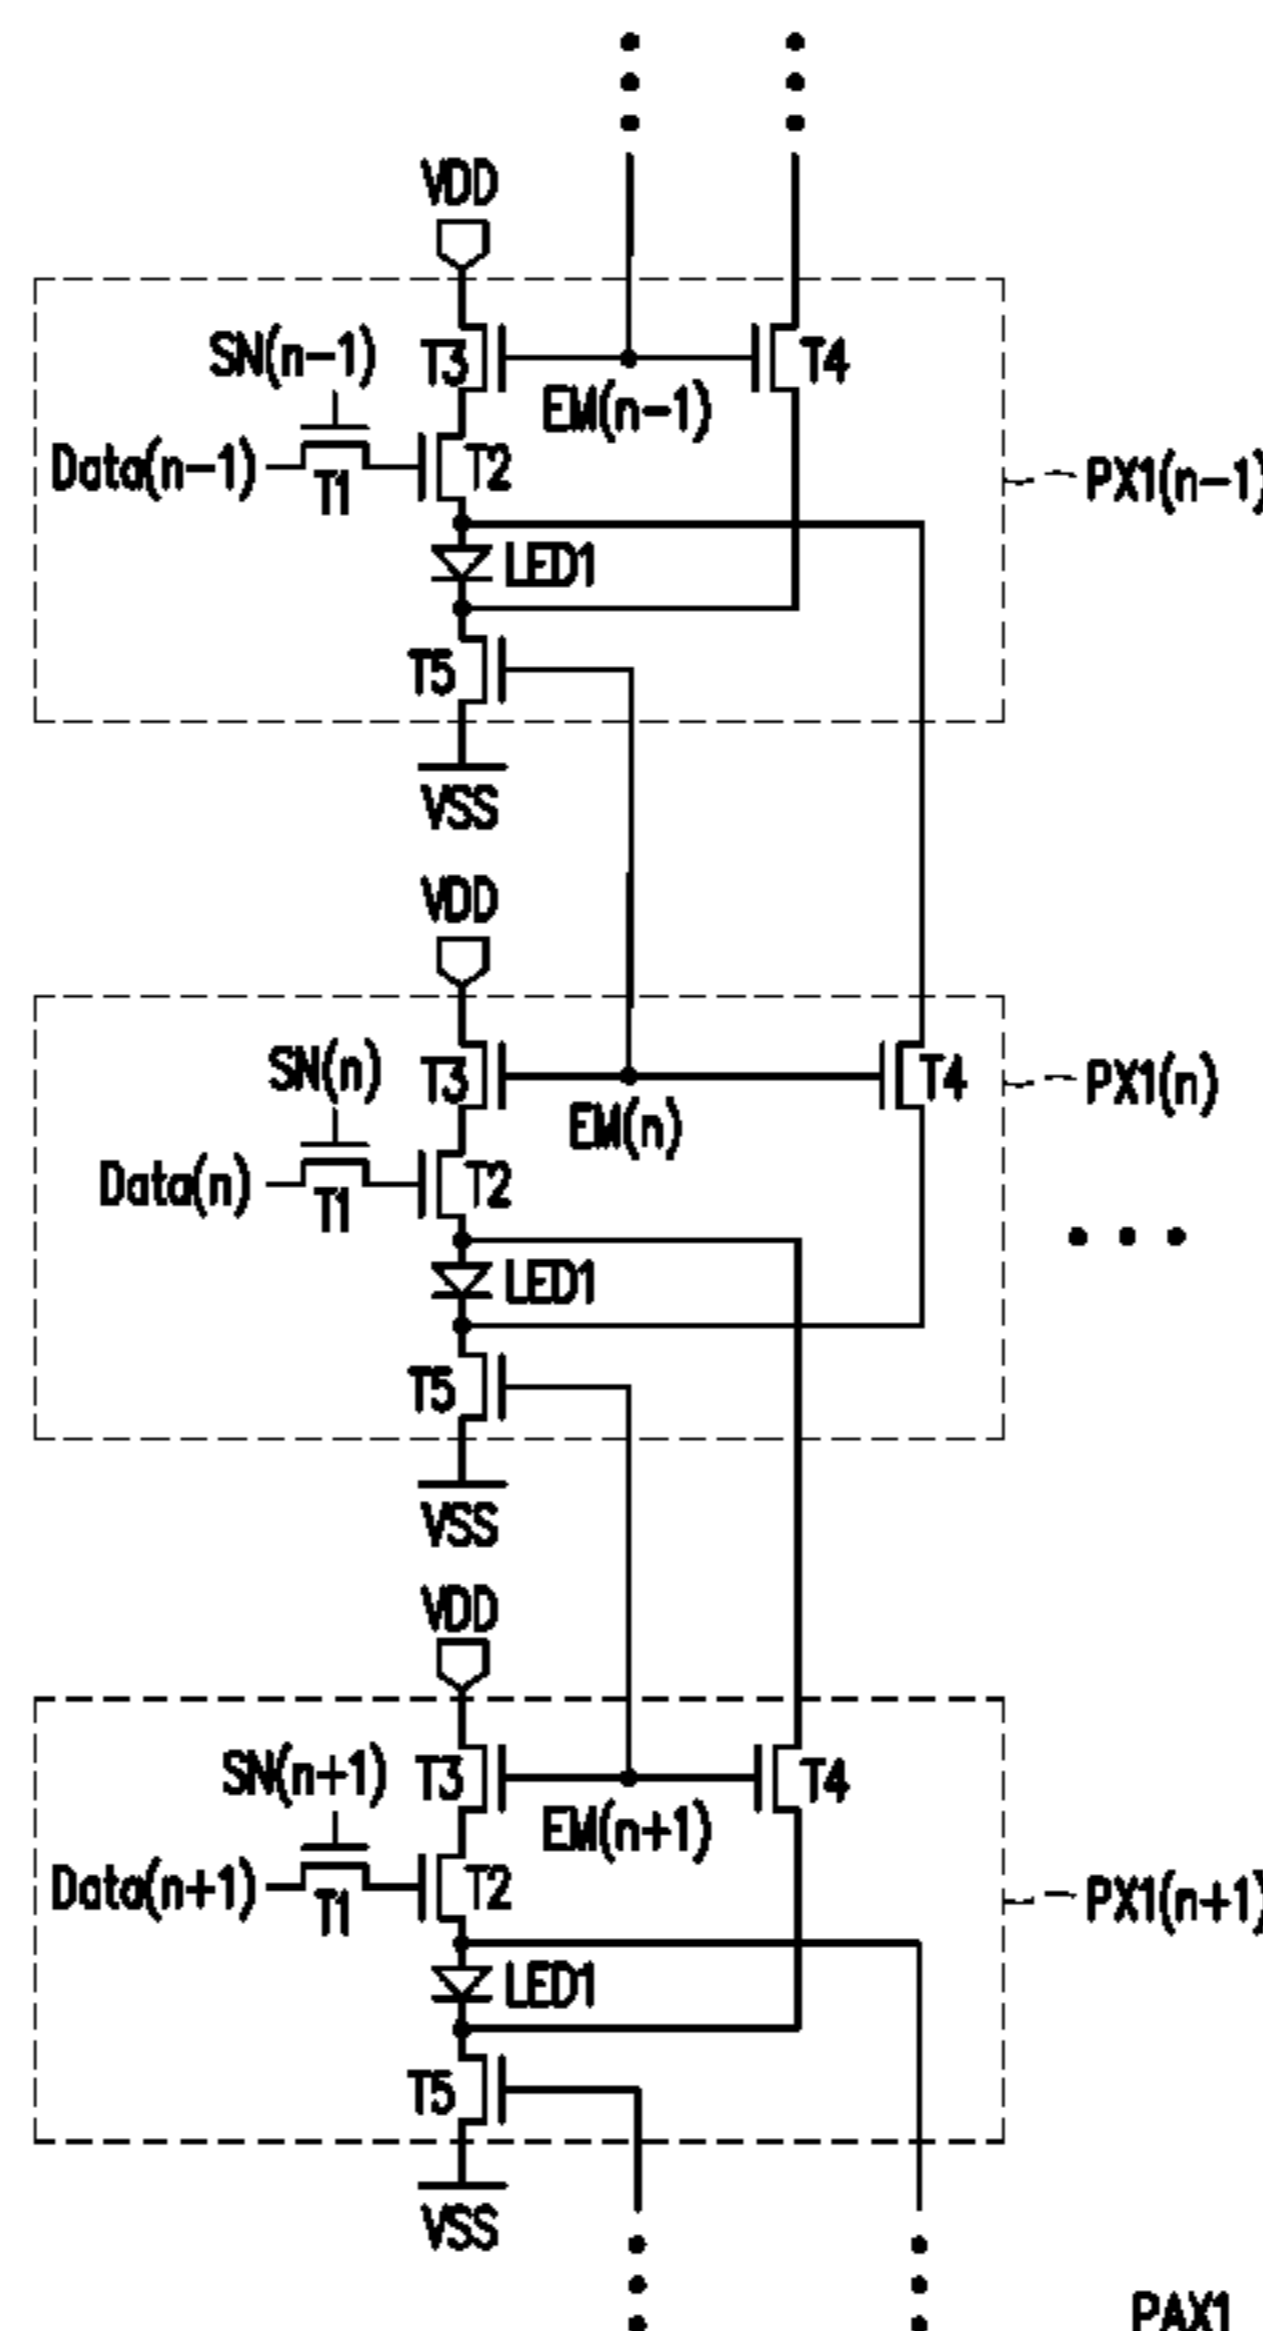 VDD
SN(n-1)
T3
T4
EM(n-1)
Data(n-1)
T1
T2
PX1(n-1)
LED1
T5
VSS
VDD
SN(n)
T3
T4
PX1(n)
EM(n)
Data(n)
T1
T2
LED1
T5
VSS
VDD
SN(n+1)
T3
T4
EM(n+1)
Data(n+1)
T1
T2
PX1(n+1)
LED1
T5
VSS
PAX1